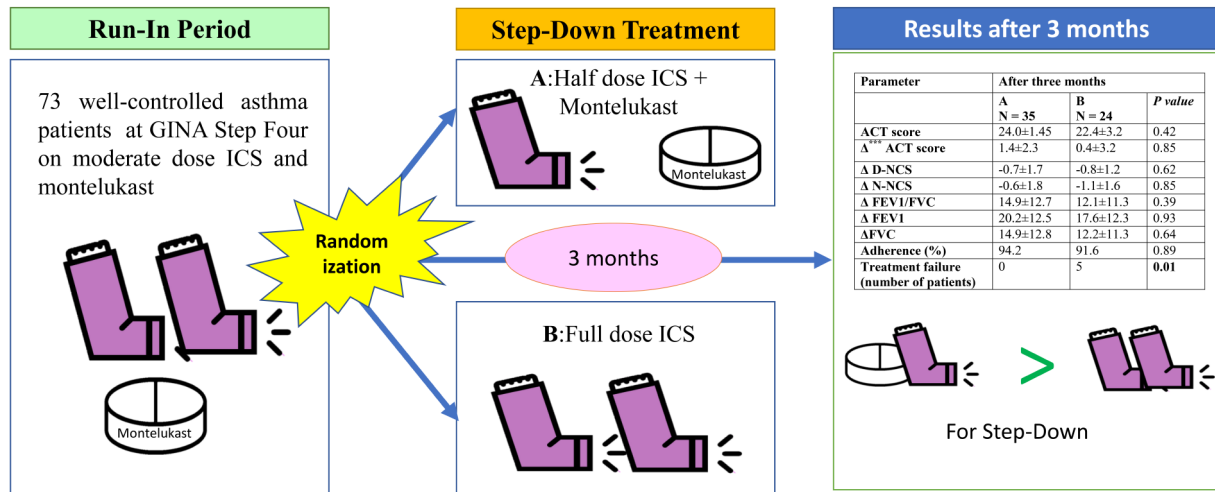 Run-In Period
73 well-controlled asthma
patients at GINA Step Four
on moderate dose ICS and
montelukast
Montelukast
Random
ization
Step-Down Treatment
A:Half dose ICS +
Montelukast
Montelukast
3 months
B:Full dose ICS
Results after 3 months
Parameter After three months
A B P value
N = 35 N = 24
ACT score 24.0±1.45 22.4±3.2 0.42
Δ*** ACT score 1.4±2.3 0.4±3.2 0.85
Δ D-NCS -0.7±1.7 -0.8±1.2 0.62
Δ N-NCS -0.6±1.8 -1.1±1.6 0.85
Δ FEV1/FVC 14.9±12.7 12.1±11.3 0.39
Δ FEV1 20.2±12.5 17.6±12.3 0.93
ΔFVC 14.9±12.8 12.2±11.3 0.64
Adherence (%) 94.2 91.6 0.89
Treatment failure 0 5 0.01
(number of patients)
>
For Step-Down